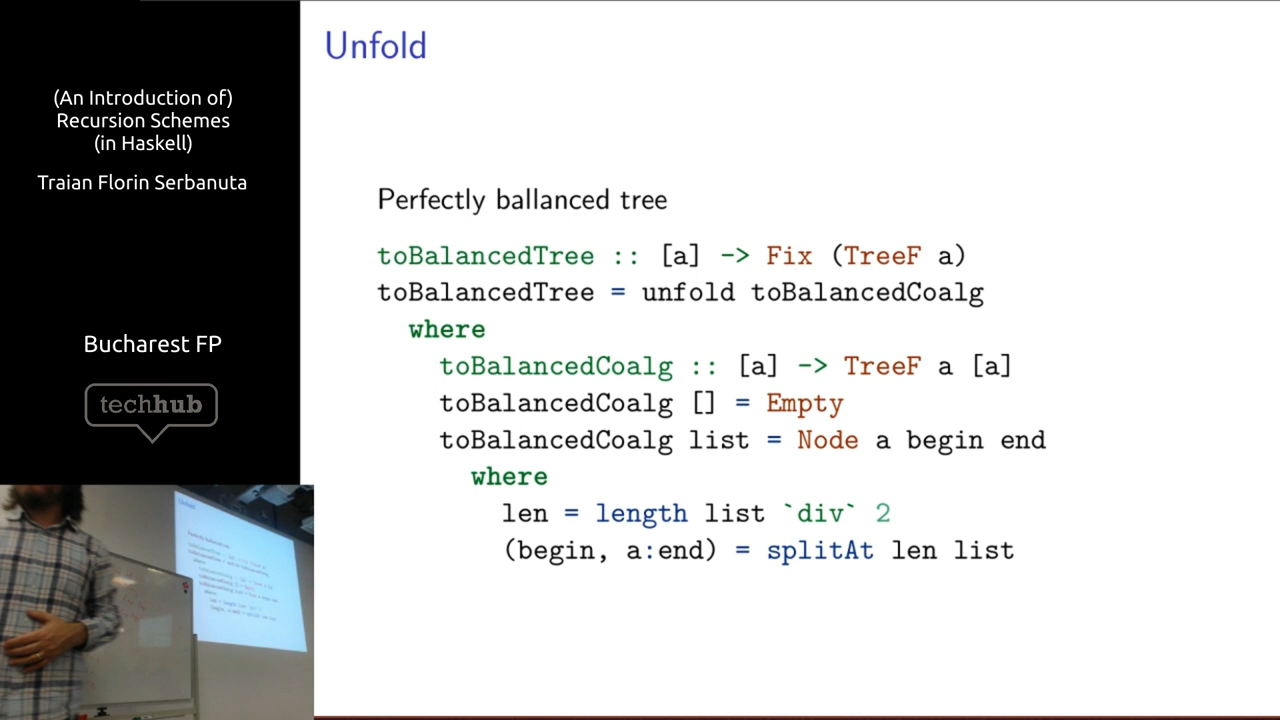 (An Introduction of)
Recursion Schemes
(in Haskell)
Traian Florin Serbanuta
Bucharest FP
techhub
Unfold
Perfectly ballanced tree
toBalancedTree :: [a] -> Fix (TreeF a)
toBalancedTree = unfold toBalancedCoalg
where
toBalancedCoalg :: [a] -> TreeF a [a]
toBalancedCoalg [] = Empty
toBalancedCoalg list = Node a begin end
where
len = length list `div` 2
(begin, a:end) = splitAt len list
Unfold